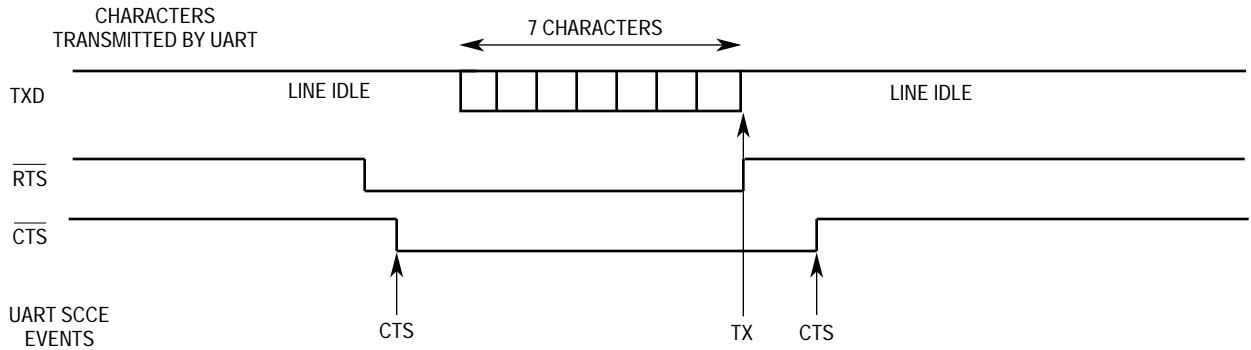 CHARACTERS
TRANSMITTED BY UART
7 CHARACTERS
TXD
LINE IDLE
LINE IDLE
RTS
CTS
UART SCCE
EVENTS
CTS
TX
CTS